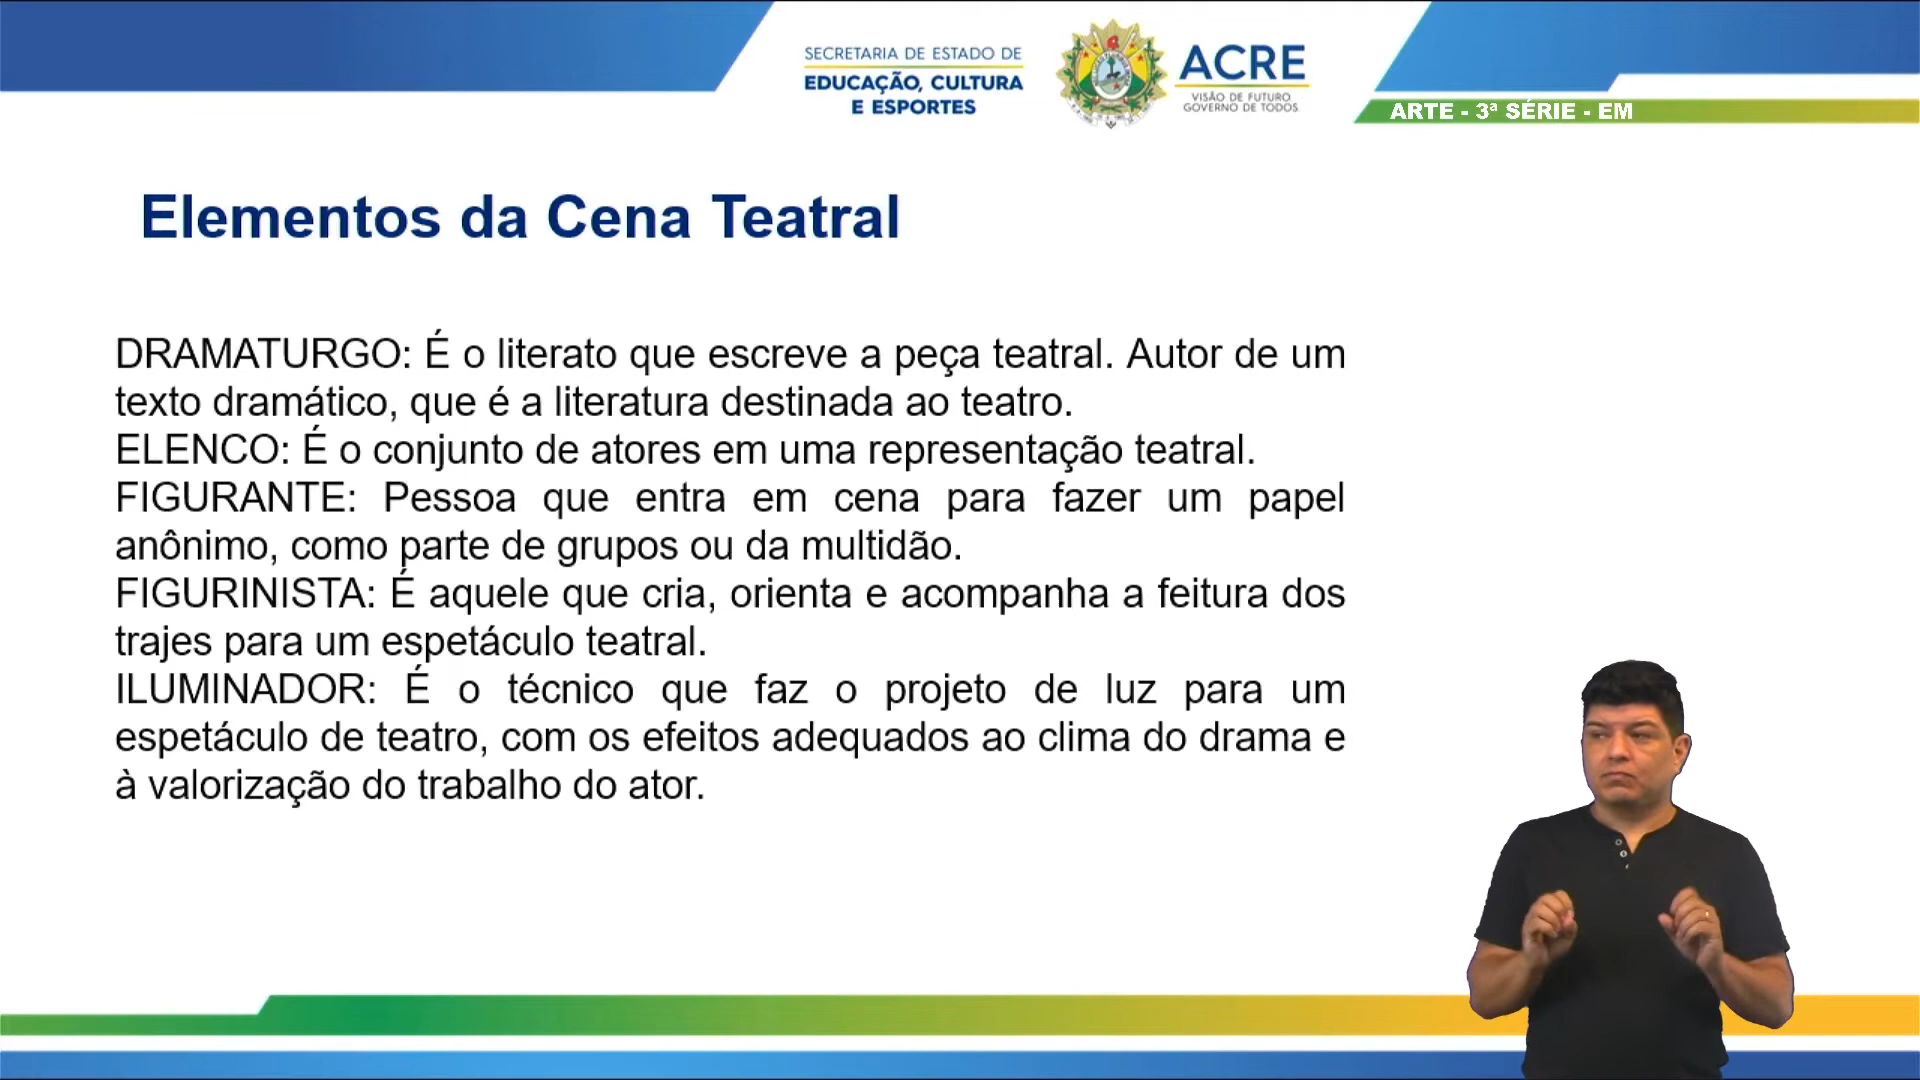 SECRETARIA DE ESTADO DE
EDUCAÇÃO, CULTURA
E ESPORTES
ACRE
VISÃO DE FUTURO
GOVERNO DE TODOS
ARTE - 3ª SÉRIE - EM
Elementos da Cena Teatral
DRAMATURGO: É o literato que escreve a peça teatral. Autor de um
texto dramático, que é a literatura destinada ao teatro.
ELENCO: É o conjunto de atores em uma representação teatral.
FIGURANTE: Pessoa que entra em cena para fazer um papel
anônimo, como parte de grupos ou da multidão.
FIGURINISTA: É aquele que cria, orienta e acompanha a feitura dos
trajes para um espetáculo teatral.
ILUMINADOR: É o técnico que faz o projeto de luz para um
espetáculo de teatro, com os efeitos adequados ao clima do drama e
à valorização do trabalho do ator.